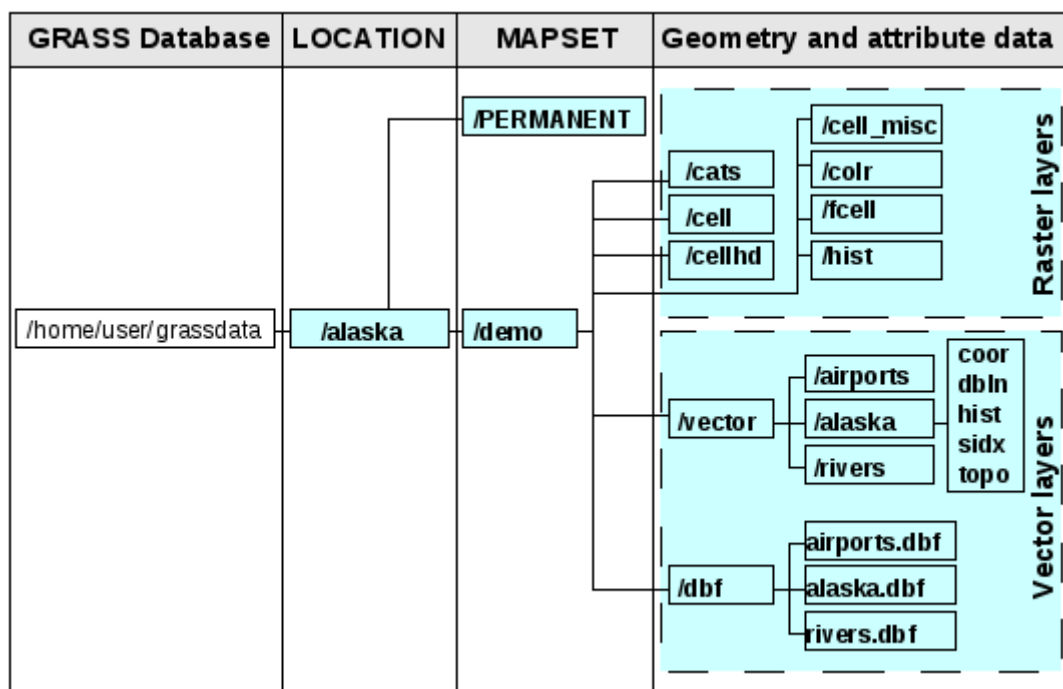 GRASS Database
LOCATION
MAPSET
Geometry and attribute data
/home/user/grassdata
/alaska
/PERMANENT
/demo
/cats
/cell
/cellhd
/cell_misc
/colr
/fcell
/hist
Raster layers
/vector
/airports
/alaska
/rivers
coor
dbln
hist
sidx
topo
/dbf
airports.dbf
alaska.dbf
rivers.dbf
Vector layers